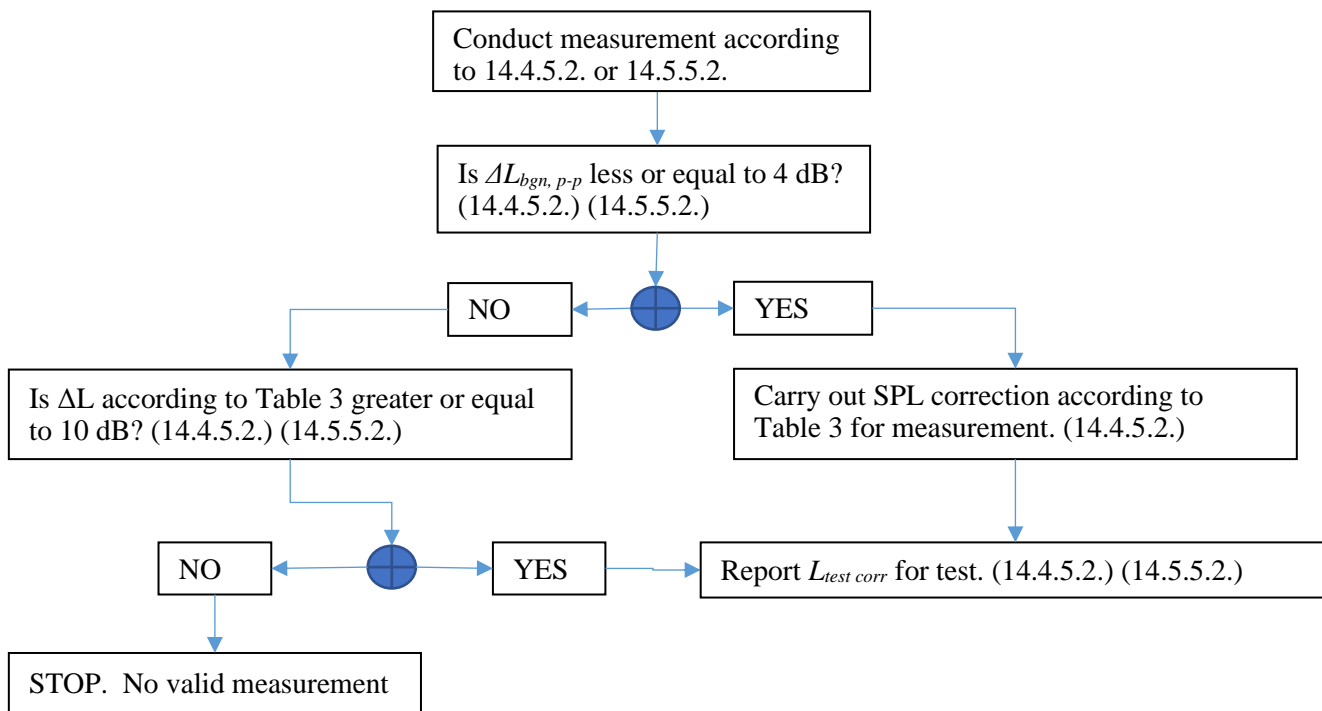 Conduct measurement according
to 14.4.5.2. or 14.5.5.2.
Is ΔL_{bgn, p-p} less or equal to 4 dB?
(14.4.5.2.) (14.5.5.2.)
NO
YES
Is ΔL according to Table 3 greater or equal
to 10 dB? (14.4.5.2.) (14.5.5.2.)
Carry out SPL correction according to
Table 3 for measurement. (14.4.5.2.)
NO
YES
Report L_{test corr} for test. (14.4.5.2.) (14.5.5.2.)
STOP.  No valid measurement